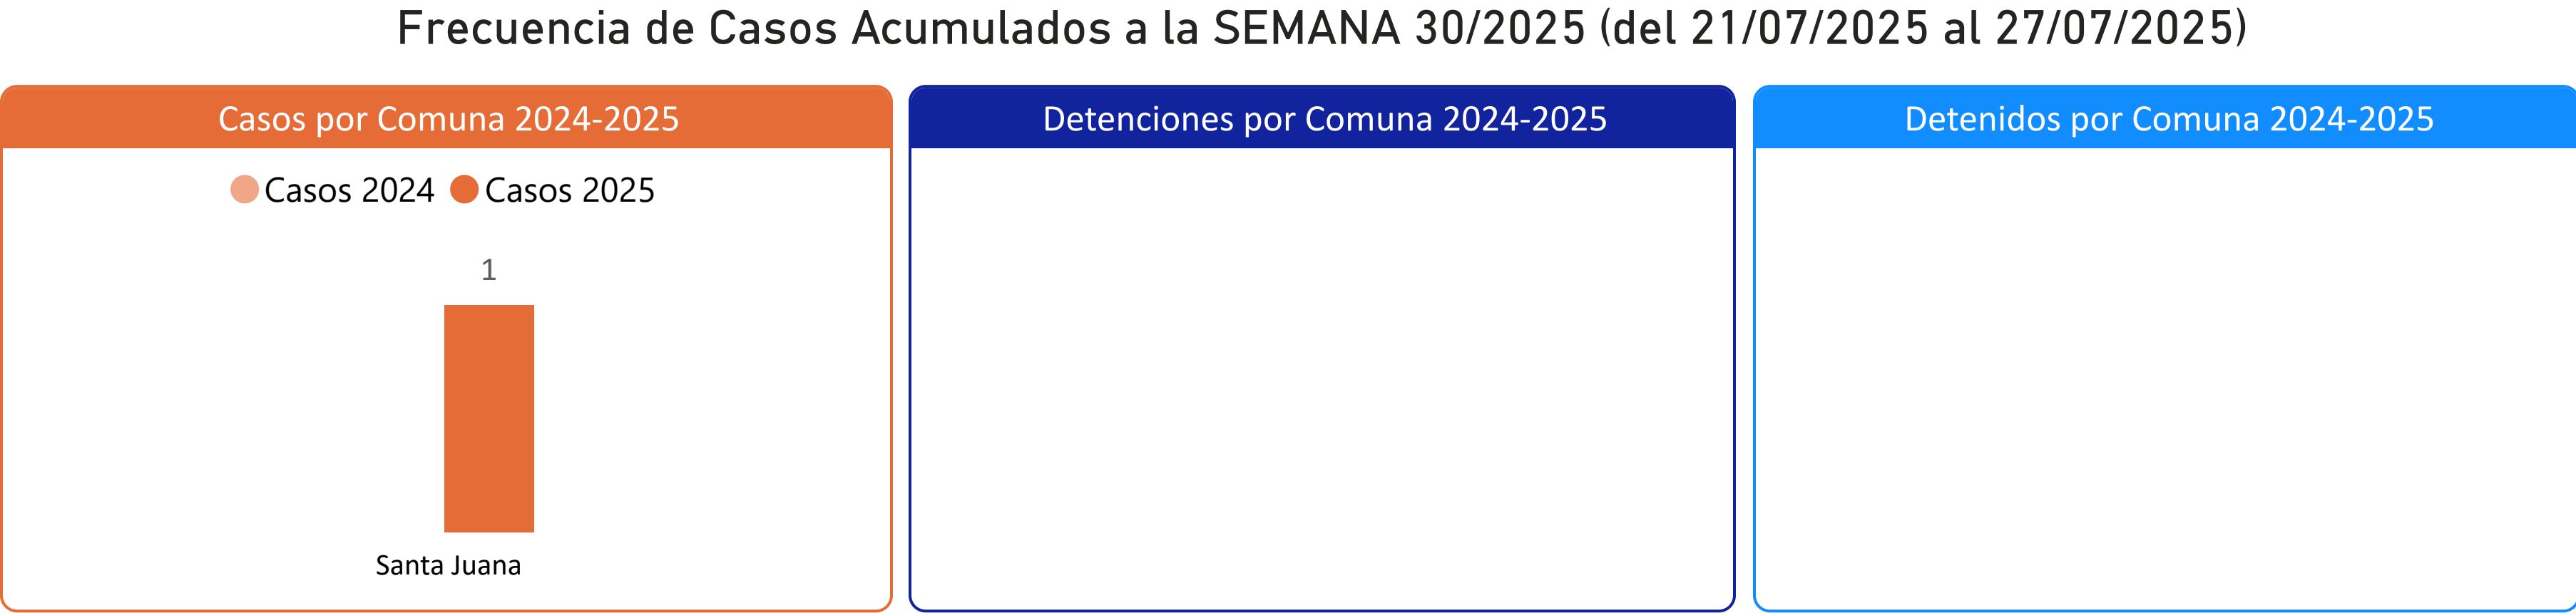 Frecuencia de Casos Acumulados a la SEMANA 30/2025 (del 21/07/2025 al 27/07/2025)
Casos por Comuna 2024-2025
Casos 2024 Casos 2025
1
Santa Juana
Detenciones por Comuna 2024-2025
Detenidos por Comuna 2024-2025